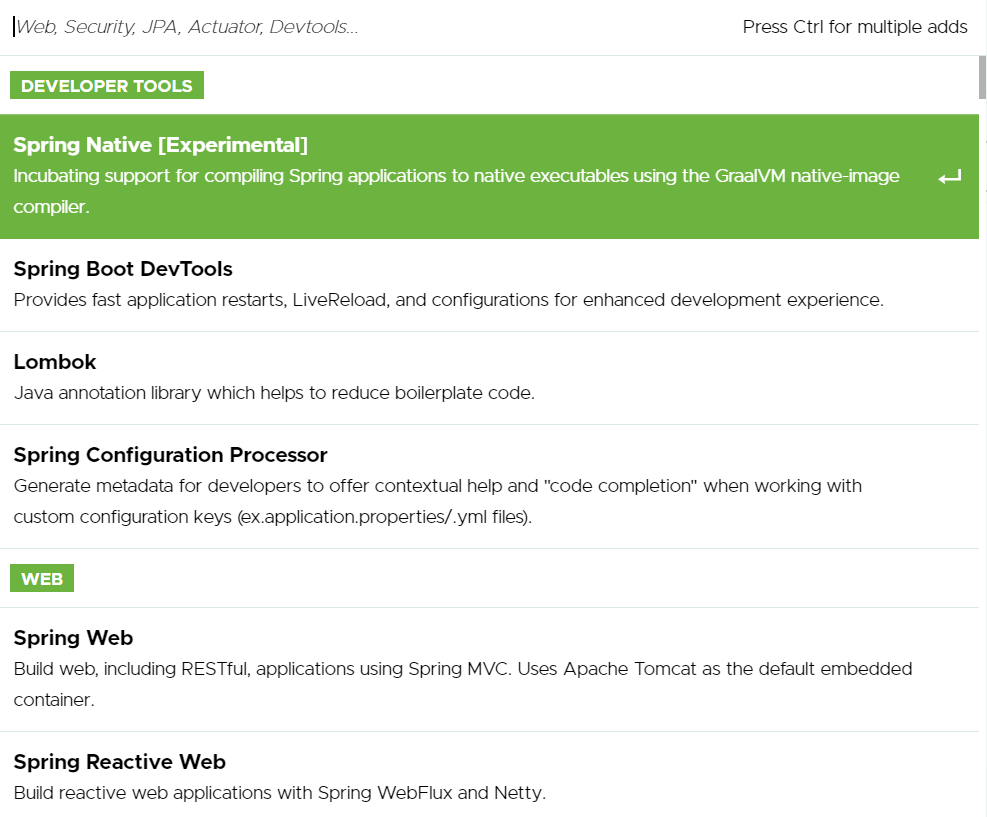 Web, Security, JPA, Actuator, Devtools...
Press Ctrl for multiple adds
DEVELOPER TOOLS
Spring Native [Experimental]
Incubating support for compiling Spring applications to native executables using the GraalVM native-image
compiler.
Spring Boot DevTools
Provides fast application restarts, LiveReload, and configurations for enhanced development experience.
Lombok
Java annotation library which helps to reduce boilerplate code.
Spring Configuration Processor
Generate metadata for developers to offer contextual help and "code completion" when working with
custom configuration keys (ex.application.properties/.yml files).
WEB
Spring Web
Build web, including RESTful, applications using Spring MVC. Uses Apache Tomcat as the default embedded
container.
Spring Reactive Web
Build reactive web applications with Spring WebFlux and Netty.